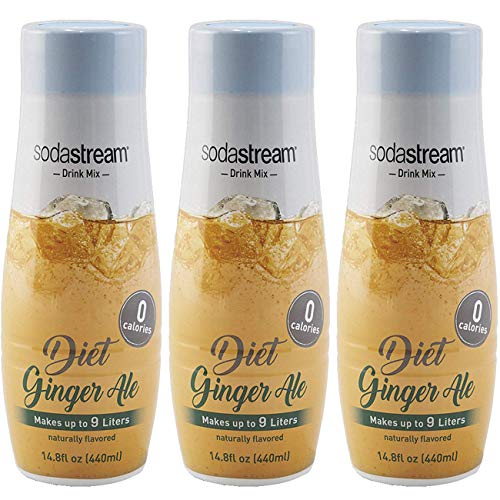 sodastream®
— Drink Mix —
0
calories
Diet
Ginger Ale
Makes up to 9 Liters
naturally flavored
14.8fl oz (440ml)
sodastream®
— Drink Mix —
0
calories
Diet
Ginger Ale
Makes up to 9 Liters
naturally flavored
14.8fl oz (440ml)
sodastream®
— Drink Mix —
0
calories
Diet
Ginger Ale
Makes up to 9 Liters
naturally flavored
14.8fl oz (440ml)